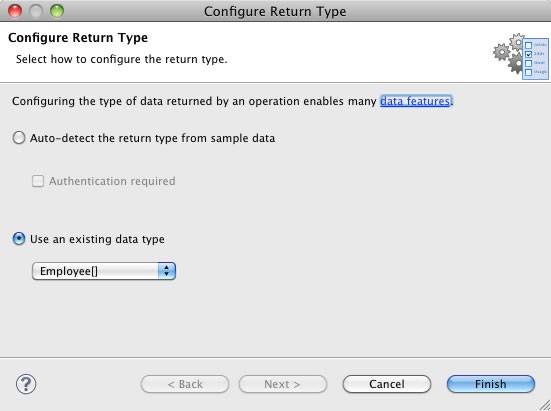 Configure Return Type
Configure Return Type
Select how to configure the return type.
Configuring the type of data returned by an operation enables many data features.
Auto-detect the return type from sample data
Authentication required
Use an existing data type
Employee[]
?
< Back
Next >
Cancel
Finish